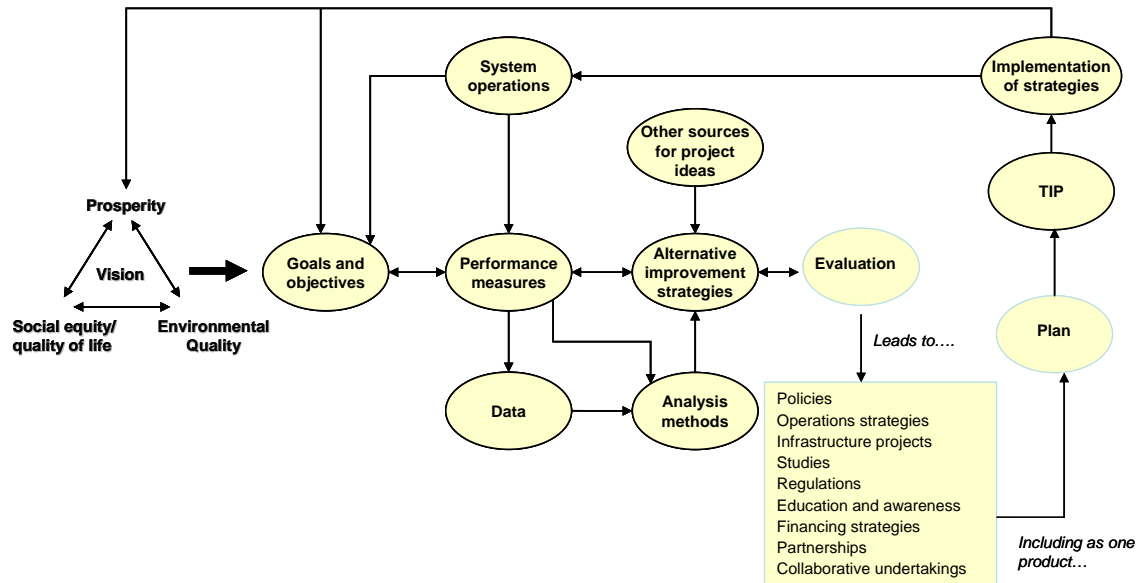 System
operations
Implementation
of strategies
Other sources
for project
ideas
TIP
Prosperity
Vision
Social equity/
quality of life
Environmental
Quality
Goals and
objectives
Performance
measures
Alternative
improvement
strategies
Evaluation
Plan
Leads to….
Data
Analysis
methods
Policies
Operations strategies
Infrastructure projects
Studies
Regulations
Education and awareness
Financing strategies
Partnerships
Collaborative undertakings
Including as one
product…